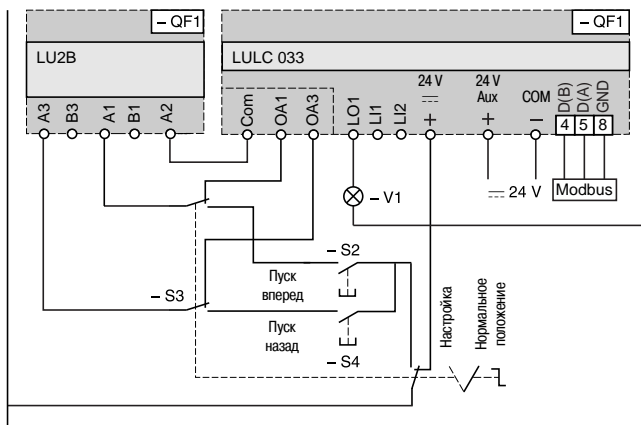 – QF1
– QF1
LU2B
LULC 033
A3
B3
A1
B1
A2
Com
OA1
OA3
LO1
LI1
LI2
24 V
+
24 V
Aux
+
COM
–
D(B)
D(A)
GND
4 5 8
– V1
24 V
Modbus
– S2
Пуск
вперед
– S3
Пуск
назад
– S4
Настройка
Нормальное
положение